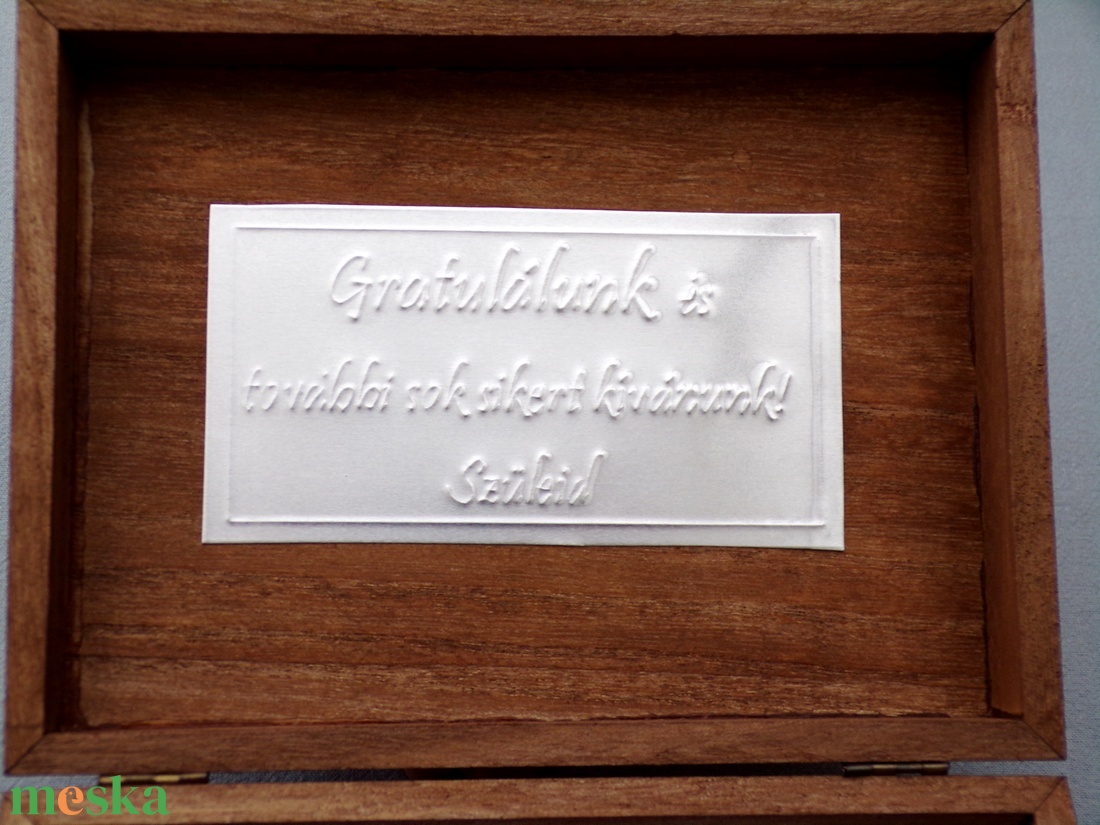 Gratulálunk és
további sok sikert kívánunk!
Szüleid
meska